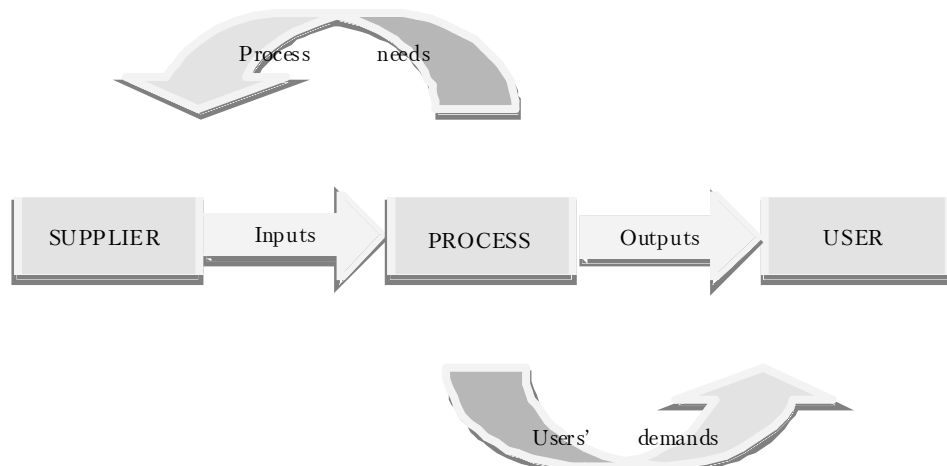 Process needs
SUPPLIER
Inputs
PROCESS
Outputs
USER
Users’ demands